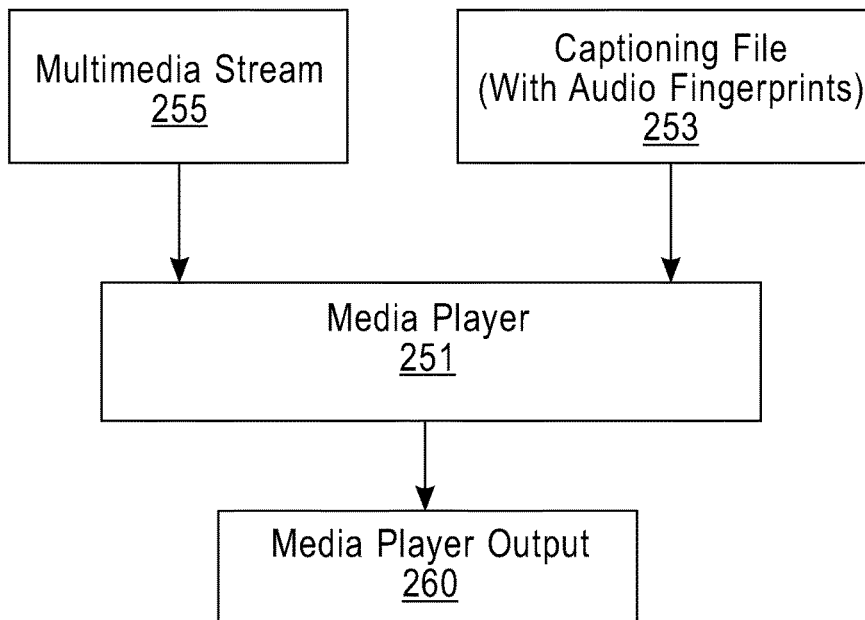 Multimedia Stream
255
Captioning File
(With Audio Fingerprints)
253
Media Player
251
Media Player Output
260